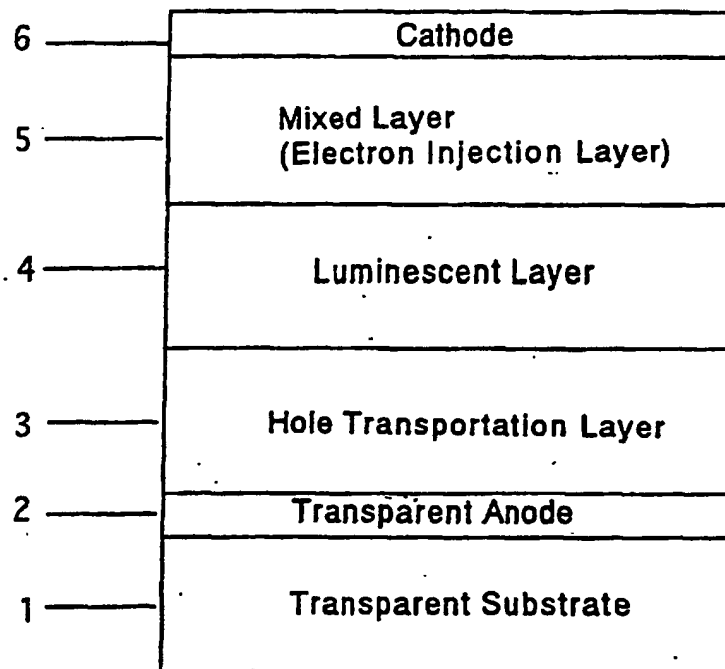 6 Cathode
5 Mixed Layer
(Electron Injection Layer)
4 Luminescent Layer
3 Hole Transportation Layer
2 Transparent Anode
1 Transparent Substrate